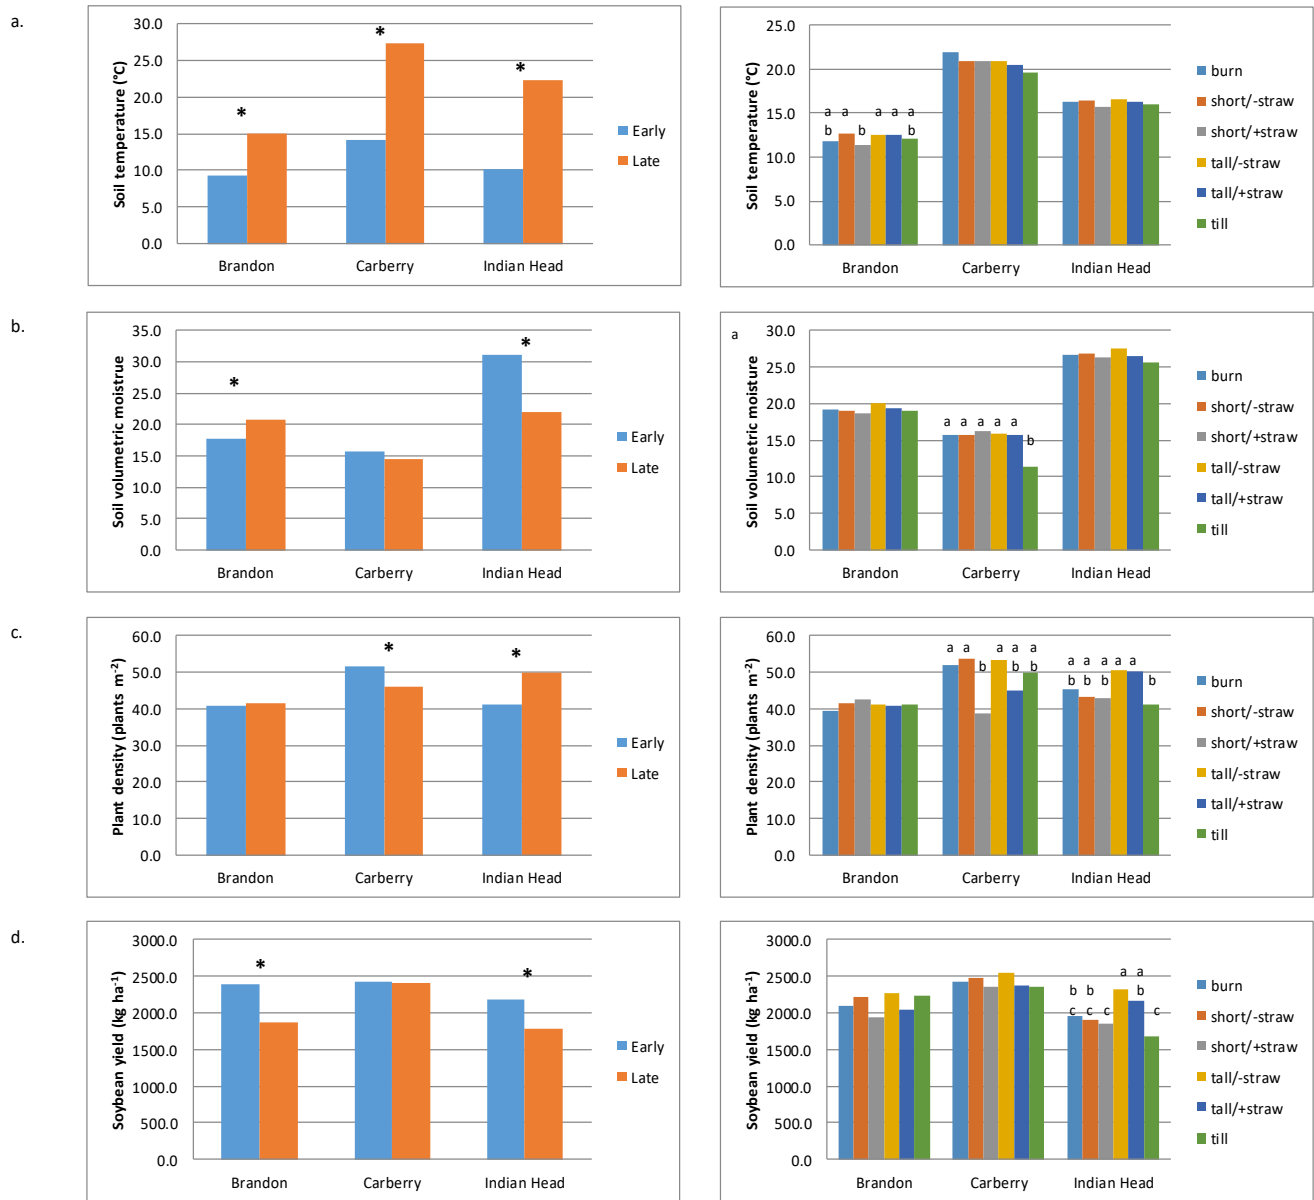 a.
Soil temperature (°C)
30.0
25.0
20.0
15.0
10.0
5.0
0.0
*
*
*
Brandon Carberry Indian Head
Early
Late
Soil temperature (°C)
25.0
20.0
15.0
10.0
5.0
0.0
a a a a a
b b b
Brandon Carberry Indian Head
burn
short/-straw
short/+straw
tall/-straw
tall/+straw
till
b.
Soil volumetric moistrue
35.0
30.0
25.0
20.0
15.0
10.0
5.0
0.0
*
*
Brandon Carberry Indian Head
Early
Late
a
Soil volumetric moisture
30.0
25.0
20.0
15.0
10.0
5.0
0.0
a a a a a
b
Brandon Carberry Indian Head
burn
short/-straw
short/+straw
tall/-straw
tall/+straw
till
c.
Plant density (plants m-2)
60.0
50.0
40.0
30.0
20.0
10.0
0.0
* *
Brandon Carberry Indian Head
Early
Late
Plant density (plants m-2)
60.0
50.0
40.0
30.0
20.0
10.0
0.0
a a a a a
b b b
a a a a a
b b b b
Brandon Carberry Indian Head
burn
short/-straw
short/+straw
tall/-straw
tall/+straw
till
d.
Soybean yield (kg ha-1)
3000.0
2500.0
2000.0
1500.0
1000.0
500.0
0.0
* *
Brandon Carberry Indian Head
Early
Late
Soybean yield (kg ha-1)
3000.0
2500.0
2000.0
1500.0
1000.0
500.0
0.0
a a
b b b
c c c c
Brandon Carberry Indian Head
burn
short/-straw
short/+straw
tall/-straw
tall/+straw
till